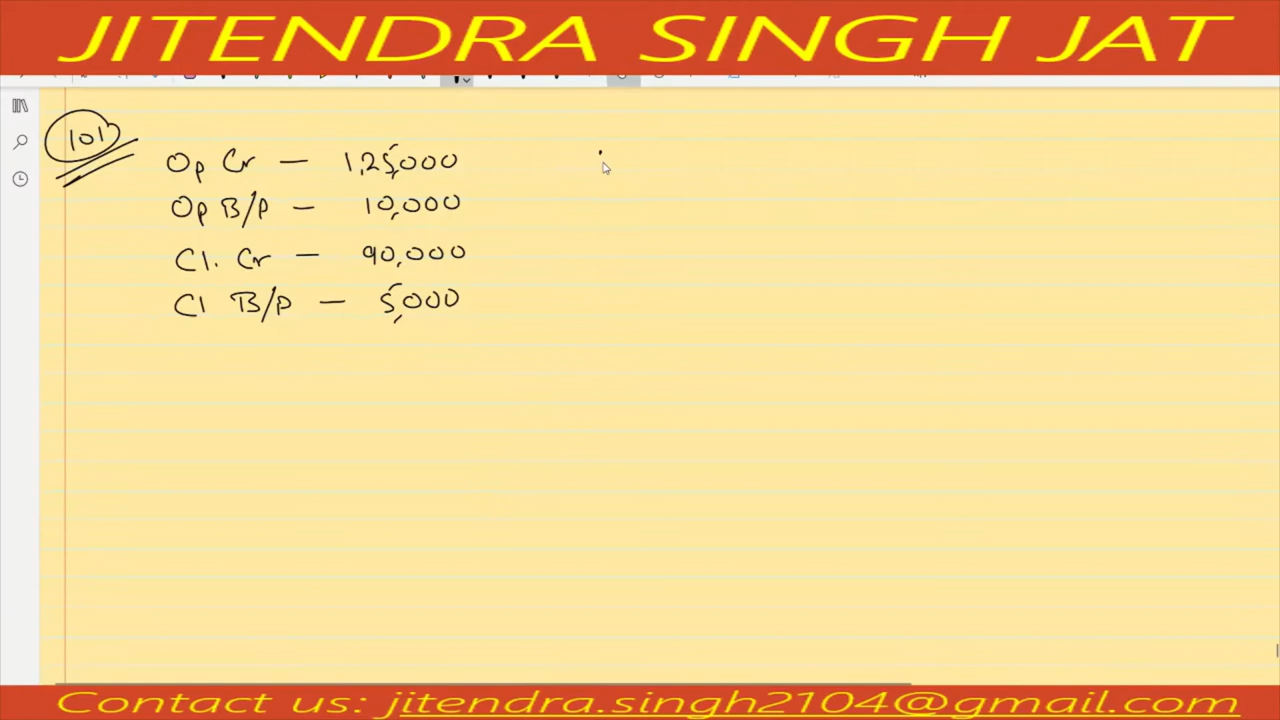 JITENDRA SINGH JAT
101
Op Cr — 1,25,000
Op B/P — 10,000
Cl. Cr — 90,000
Cl B/P — 5,000
Contact us: jitendra.singh2104@gmail.com